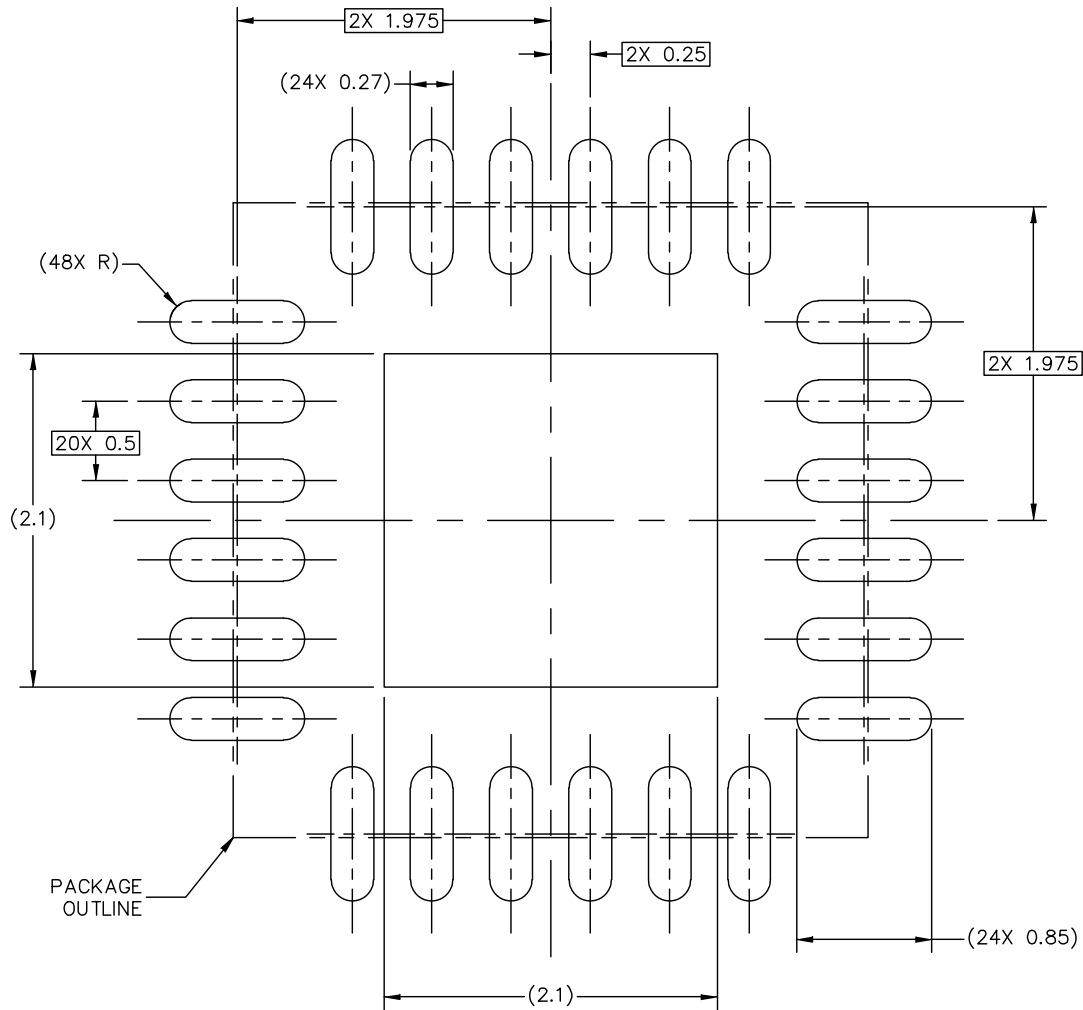 2X 1.975
2X 0.25
(24X 0.27)
(48X R)
2X 1.975
20X 0.5
(2.1)
PACKAGE
OUTLINE
(24X 0.85)
(2.1)